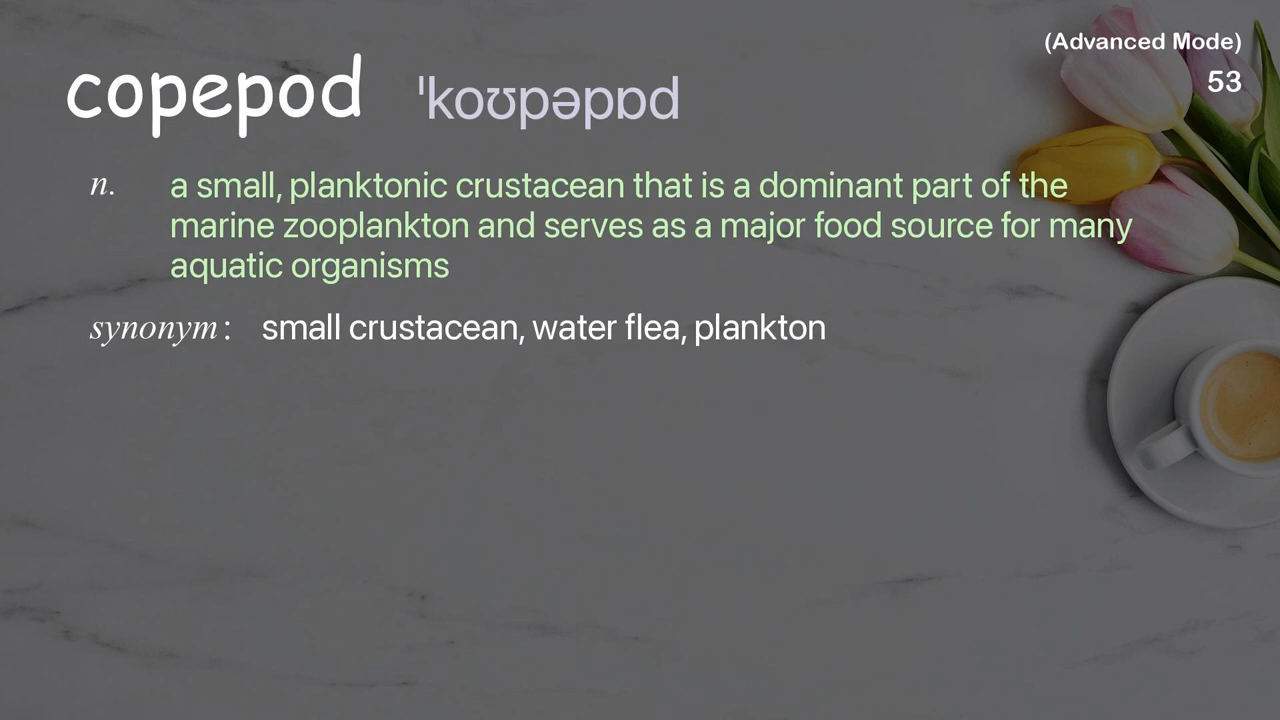 (Advanced Mode)
53
copepod ˈkoʊpəpɒd
n. a small, planktonic crustacean that is a dominant part of the
marine zooplankton and serves as a major food source for many
aquatic organisms
synonym: small crustacean, water flea, plankton